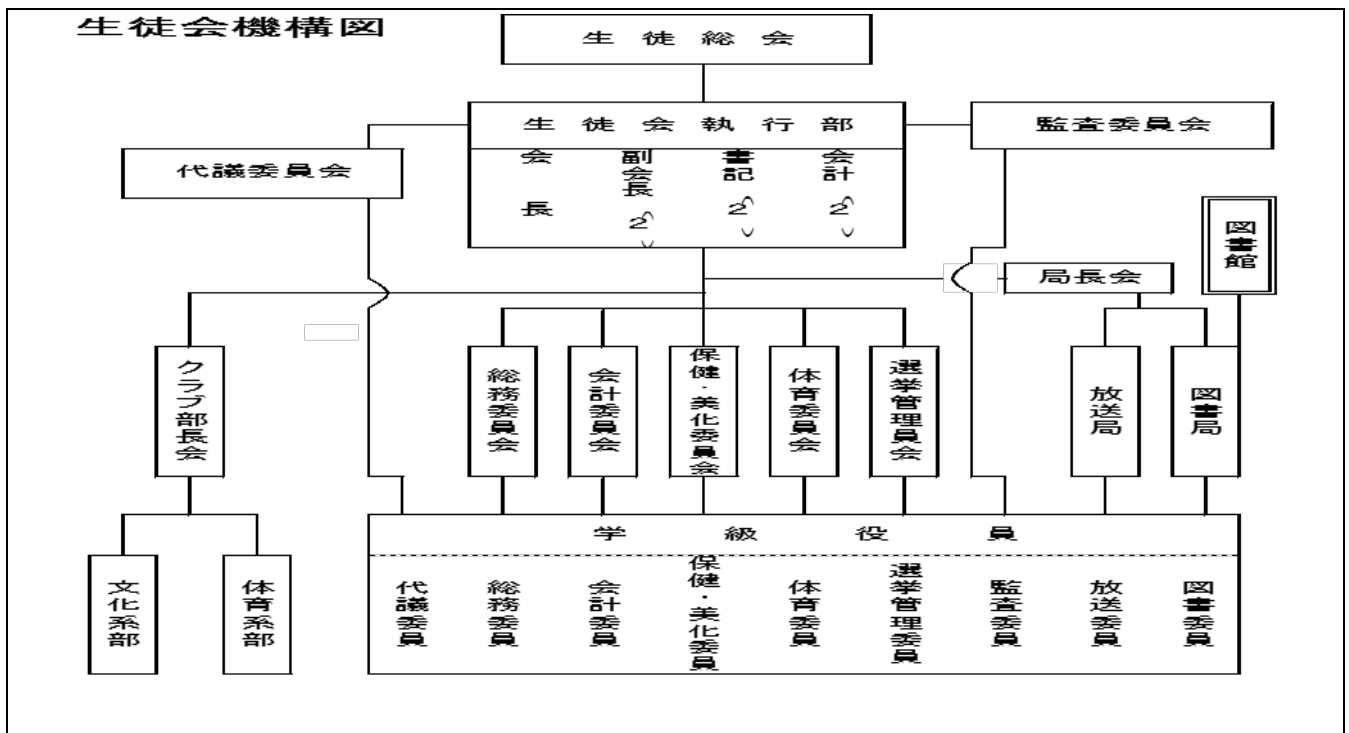 生徒会機構図
生徒総会
生徒会執行部
監査委員会
代議委員会
会長
副会長(2)
書記(2)
会計(2)
図書館
局長会
クラブ部長会
総務委員会
会計委員会
保健・美化委員会
体育委員会
選挙管理員会
放送局
図書局
学級役員
文化系部
体育系部
代議委員
総務委員
会計委員
保健・美化委員
体育委員
選挙管理委員
監査委員
放送委員
図書委員